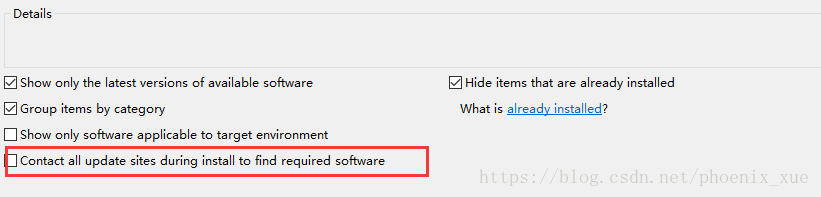 Details
Show only the latest versions of available software
Hide items that are already installed
Group items by category
What is already installed?
Show only software applicable to target environment
Contact all update sites during install to find required software
https://blog.csdn.net/phoenix_xue